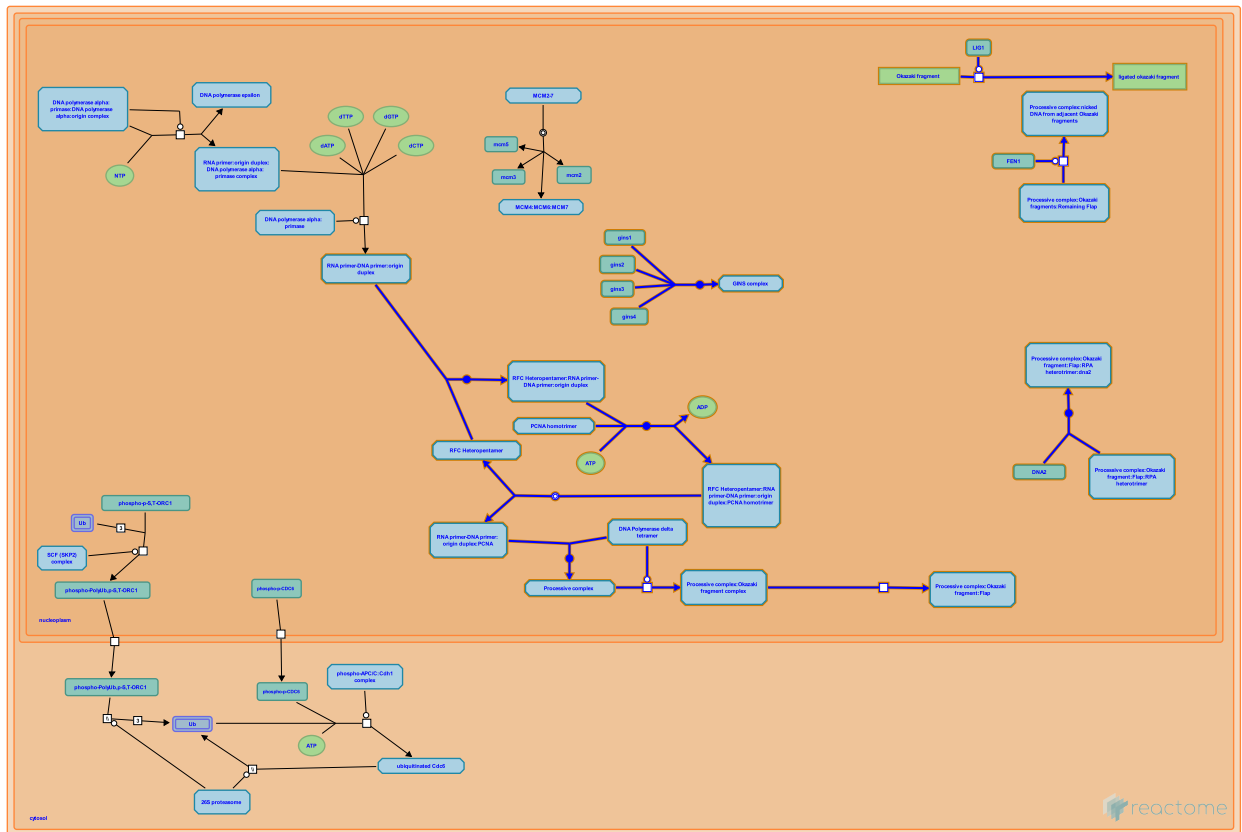 LIG1
Okazaki fragment
ligated okazaki fragment
DNA polymerase alpha:
primase:DNA polymerase
alpha:origin complex
DNA polymerase epsilon
MCM2-7
Processive complex:nicked
DNA from adjacent Okazaki
fragments
dTTP
dGTP
dATP
dCTP
mcm5
mcm3
mcm2
FEN1
RNA primer:origin duplex:
DNA polymerase alpha:
primase complex
NTP
MCM4:MCM6:MCM7
Processive complex:Okazaki
fragments:Remaining Flap
DNA polymerase alpha:
primase
gins1
gins2
gins3
gins4
GINS complex
RNA primer-DNA primer:origin
duplex
Processive complex:Okazaki
fragment:Flap:RPA
heterotrimer:dna2
RFC Heteropentamer:RNA primer-
DNA primer:origin duplex
ADP
PCNA homotrimer
RFC Heteropentamer
ATP
DNA2
Processive complex:Okazaki
fragment:Flap:RPA
heterotrimer
RFC Heteropentamer:RNA
primer-DNA primer:origin
duplex:PCNA homotrimer
phospho-p-S,T-ORC1
Ub
3
SCF (SKP2)
complex
RNA primer-DNA primer:
origin duplex:PCNA
DNA Polymerase delta
tetramer
phospho-PolyUb,p-S,T-ORC1
phospho-p-CDC6
Processive complex
Processive complex:Okazaki
fragment complex
Processive complex:Okazaki
fragment:Flap
nucleoplasm
phospho-PolyUb,p-S,T-ORC1
phospho-p-CDC6
phospho-APC/C:Cdh1
complex
3
Ub
ATP
ubiquitinated Cdc6
26S proteasome
cytosol
reactome